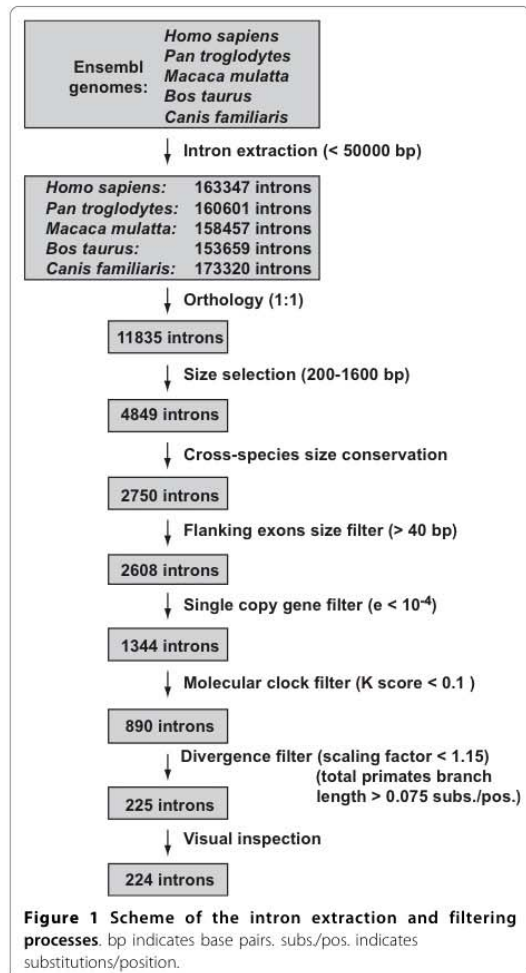 Ensembl
genomes:
Homo sapiens
Pan troglodytes
Macaca mulatta
Bos taurus
Canis familiaris
Intron extraction (< 50000 bp)
Homo sapiens: 163347 introns
Pan troglodytes: 160601 introns
Macaca mulatta: 158457 introns
Bos taurus: 153659 introns
Canis familiaris: 173320 introns
Orthology (1:1)
11835 introns
Size selection (200-1600 bp)
4849 introns
Cross-species size conservation
2750 introns
Flanking exons size filter (> 40 bp)
2608 introns
Single copy gene filter (e < 10⁻⁴)
1344 introns
Molecular clock filter (K score < 0.1 )
890 introns
Divergence filter (scaling factor < 1.15)
(total primates branch
length > 0.075 subs./pos.)
225 introns
Visual inspection
224 introns
Figure 1 Scheme of the intron extraction and filtering
processes. bp indicates base pairs. subs./pos. indicates
substitutions/position.